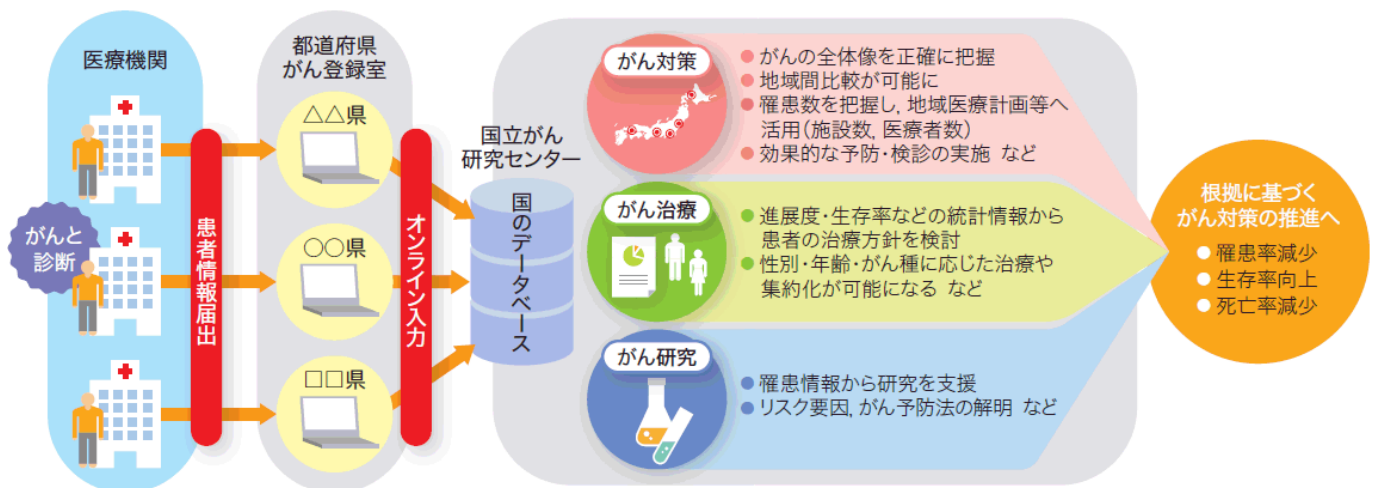 医療機関
がんと
診断
患者情報届出
都道府県
がん登録室
△△県
○○県
□□県
オンライン入力
国立がん
研究センター
国のデータベース
がん対策
● がんの全体像を正確に把握
● 地域間比較が可能に
● 罹患数を把握し, 地域医療計画等へ
活用(施設数, 医療者数)
● 効果的な予防・検診の実施 など
がん治療
● 進展度・生存率などの統計情報から
患者の治療方針を検討
● 性別・年齢・がん種に応じた治療や
集約化が可能になる など
がん研究
● 罹患情報から研究を支援
● リスク要因, がん予防法の解明 など
根拠に基づく
がん対策の推進へ
● 罹患率減少
● 生存率向上
● 死亡率減少